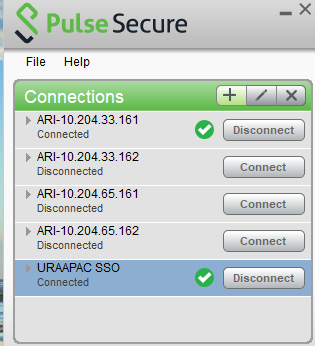 Pulse Secure
File Help
Connections
ARI-10.204.33.161
Connected
Disconnect
ARI-10.204.33.162
Disconnected
Connect
ARI-10.204.65.161
Disconnected
Connect
ARI-10.204.65.162
Disconnected
Connect
URAAPAC SSO
Connected
Disconnect